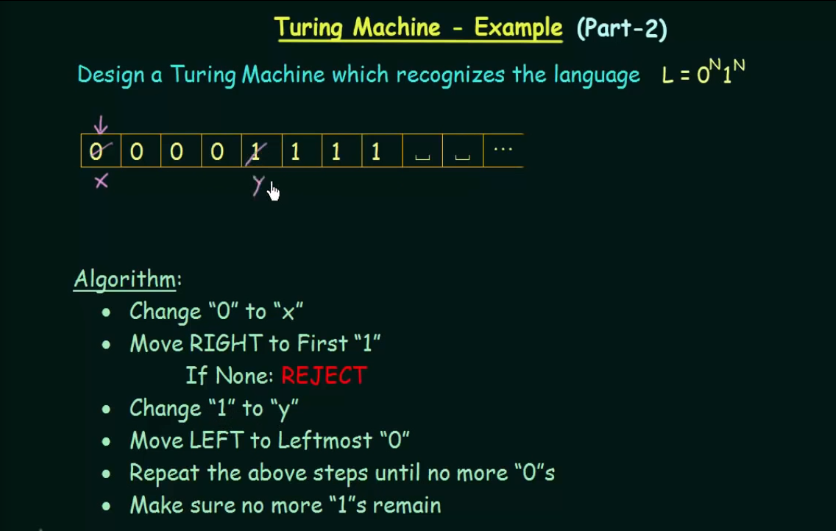 Turing Machine - Example (Part-2)
Design a Turing Machine which recognizes the language L = 0ᴺ1ᴺ
0 0 0 0 1 1 1 1 ⎵ ⎵ ...
x y
Algorithm:
• Change "0" to "x"
• Move RIGHT to First "1"
If None: REJECT
• Change "1" to "y"
• Move LEFT to Leftmost "0"
• Repeat the above steps until no more "0"s
• Make sure no more "1"s remain